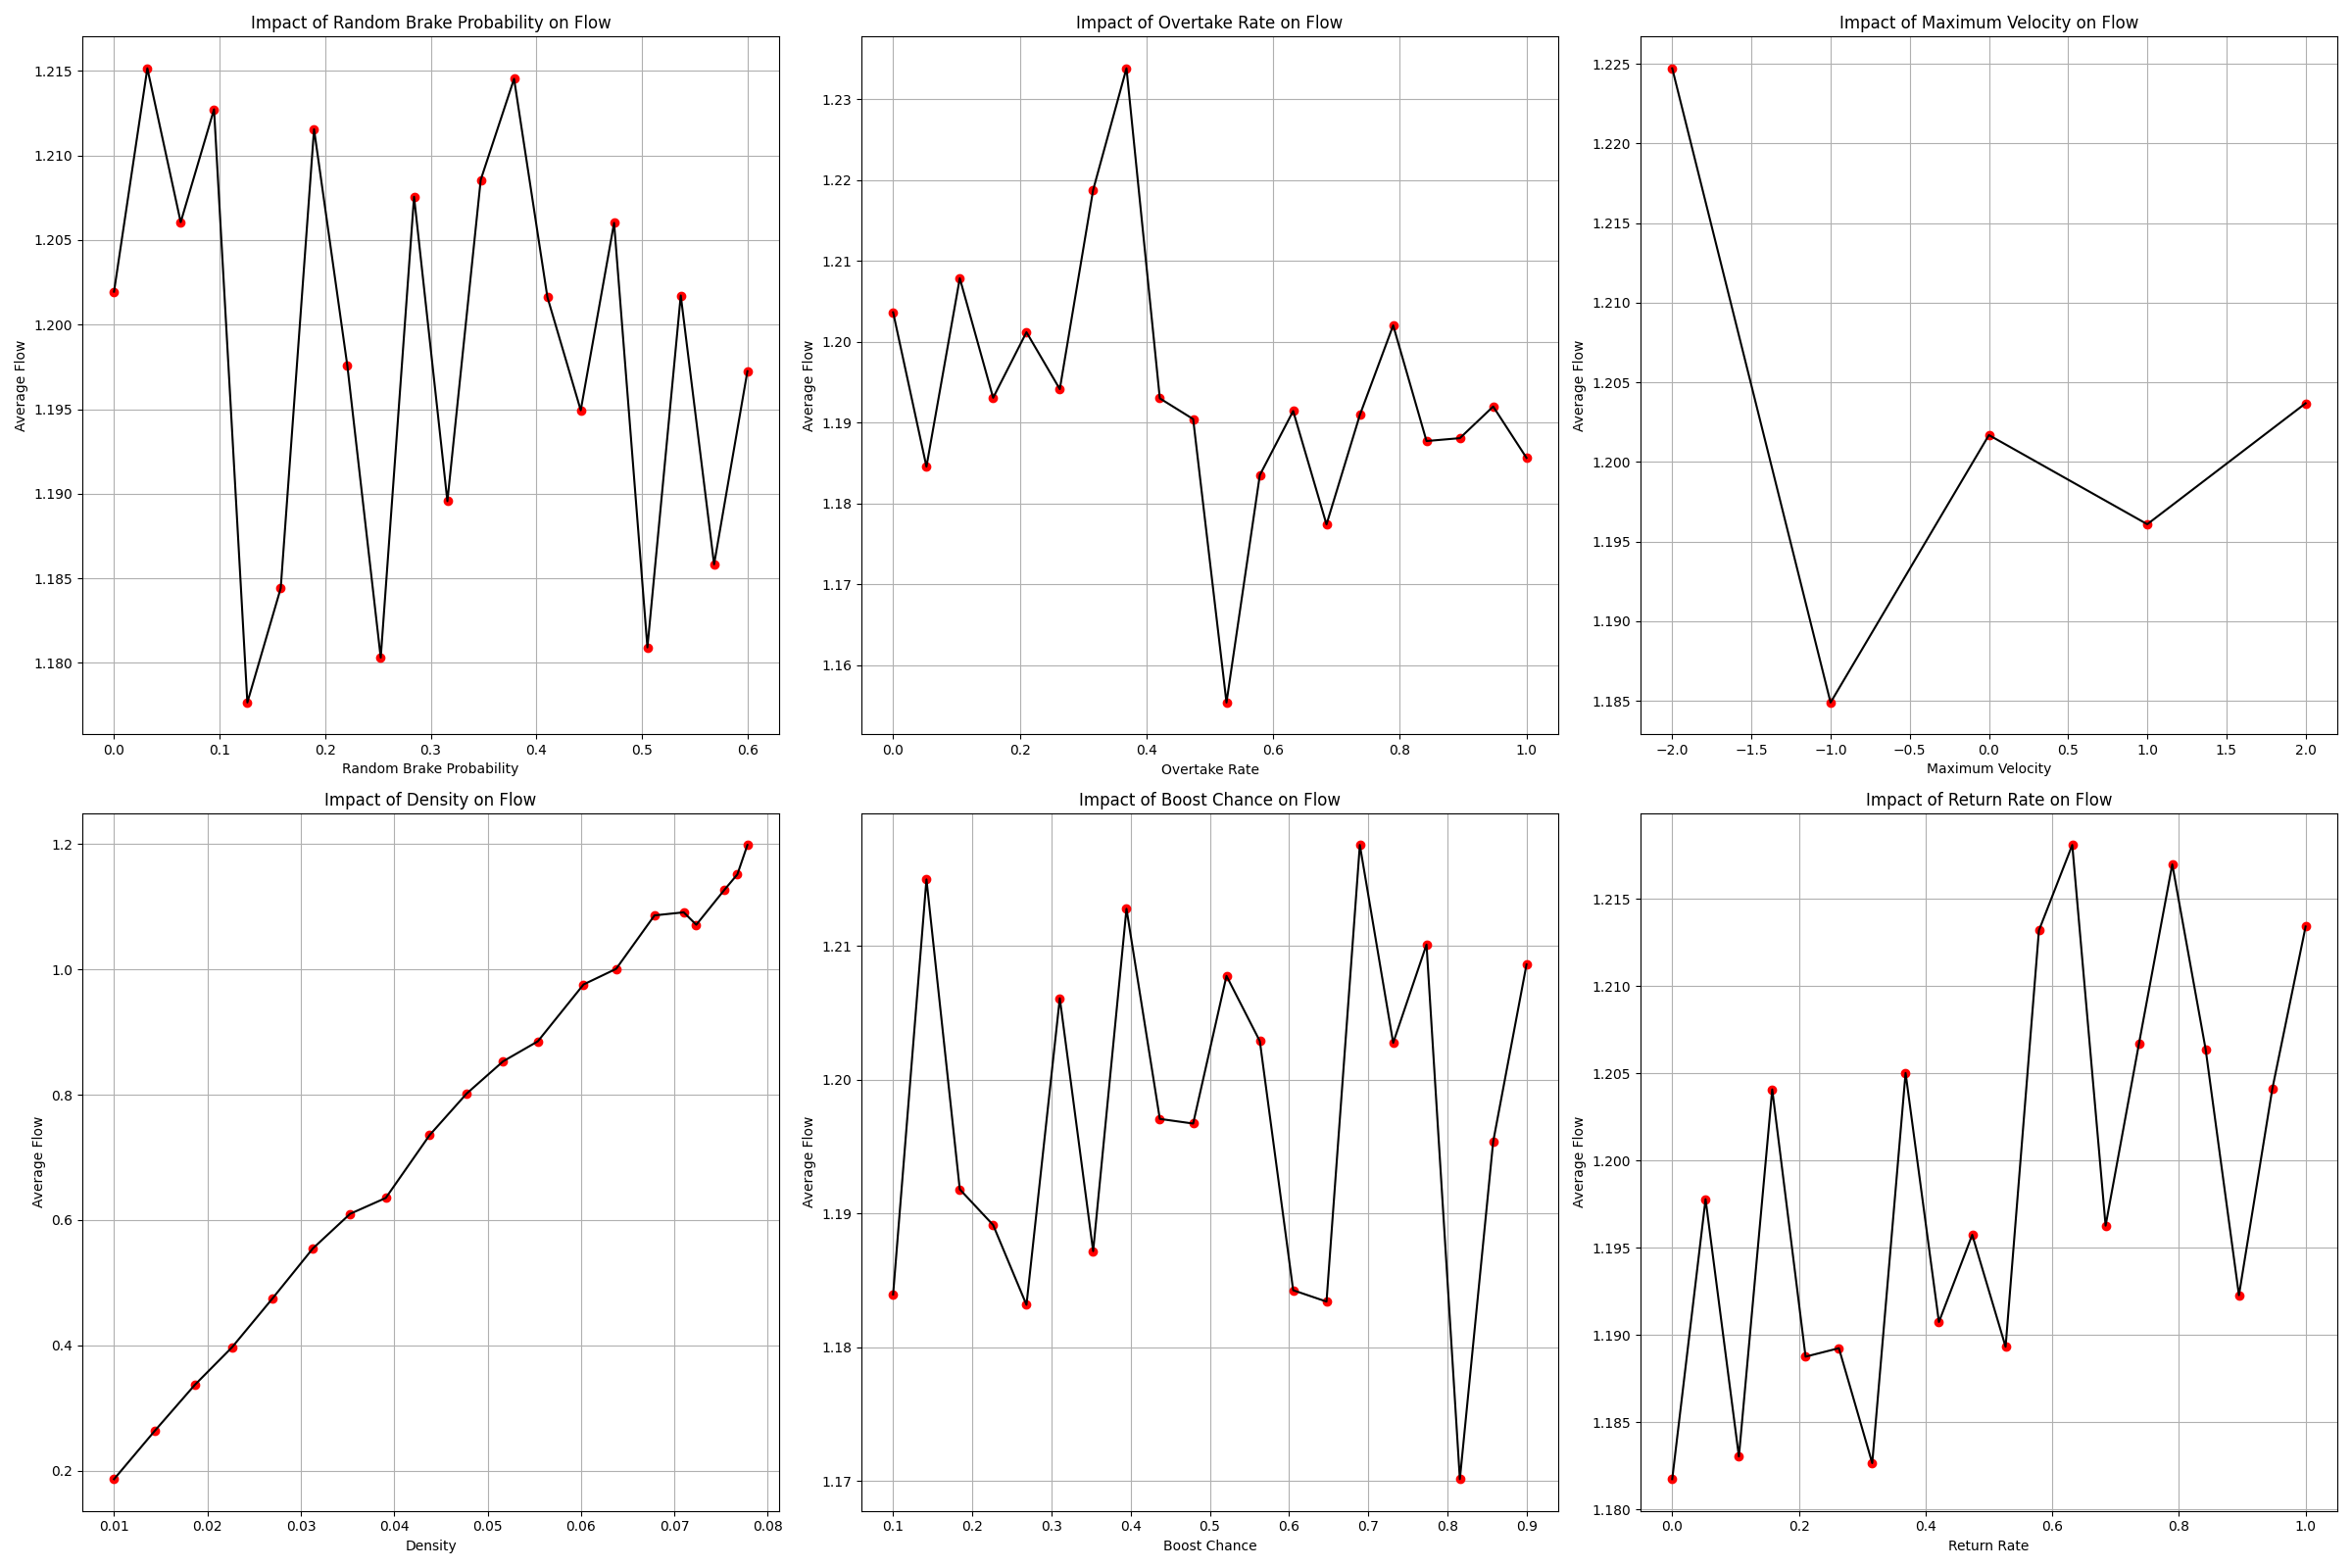 Impact of Random Brake Probability on Flow
Average Flow
1.215
1.210
1.205
1.200
1.195
1.190
1.185
1.180
0.0 0.1 0.2 0.3 0.4 0.5 0.6
Random Brake Probability
Impact of Overtake Rate on Flow
Average Flow
1.23
1.22
1.21
1.20
1.19
1.18
1.17
1.16
0.0 0.2 0.4 0.6 0.8 1.0
Overtake Rate
Impact of Maximum Velocity on Flow
Average Flow
1.225
1.220
1.215
1.210
1.205
1.200
1.195
1.190
1.185
−2.0 −1.5 −1.0 −0.5 0.0 0.5 1.0 1.5 2.0
Maximum Velocity
Impact of Density on Flow
Average Flow
1.2
1.0
0.8
0.6
0.4
0.2
0.01 0.02 0.03 0.04 0.05 0.06 0.07 0.08
Density
Impact of Boost Chance on Flow
Average Flow
1.21
1.20
1.19
1.18
1.17
0.1 0.2 0.3 0.4 0.5 0.6 0.7 0.8 0.9
Boost Chance
Impact of Return Rate on Flow
Average Flow
1.215
1.210
1.205
1.200
1.195
1.190
1.185
1.180
0.0 0.2 0.4 0.6 0.8 1.0
Return Rate